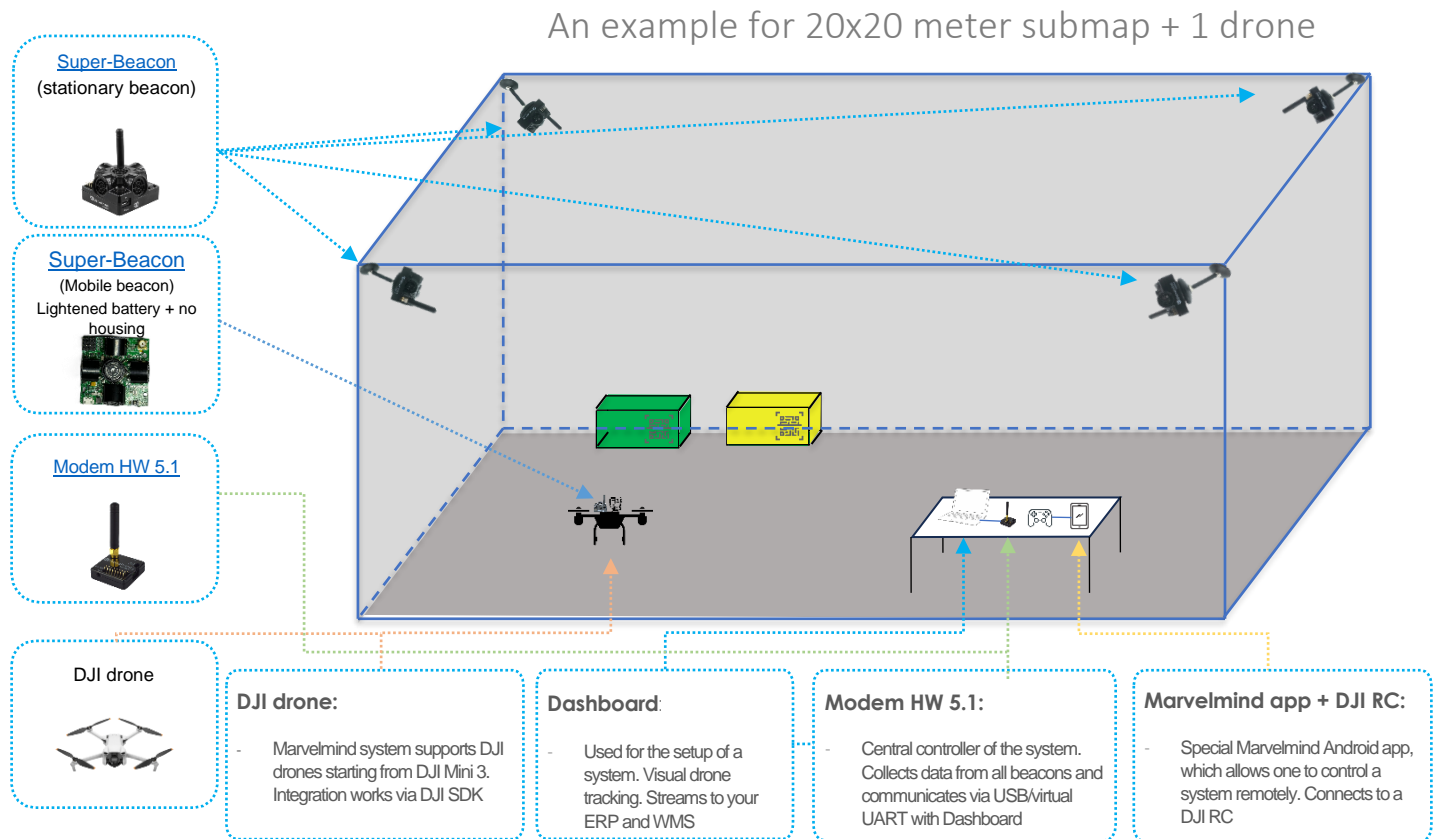 An example for 20x20 meter submap + 1 drone
Super-Beacon
(stationary beacon)
Super-Beacon
(Mobile beacon)
Lightened battery + no
housing
Modem HW 5.1
DJI drone
DJI drone:
- Marvelmind system supports DJI
drones starting from DJI Mini 3.
Integration works via DJI SDK
Dashboard:
- Used for the setup of a
system. Visual drone
tracking. Streams to your
ERP and WMS
Modem HW 5.1:
- Central controller of the system.
Collects data from all beacons and
communicates via USB/virtual
UART with Dashboard
Marvelmind app + DJI RC:
- Special Marvelmind Android app,
which allows one to control a
system remotely. Connects to a
DJI RC